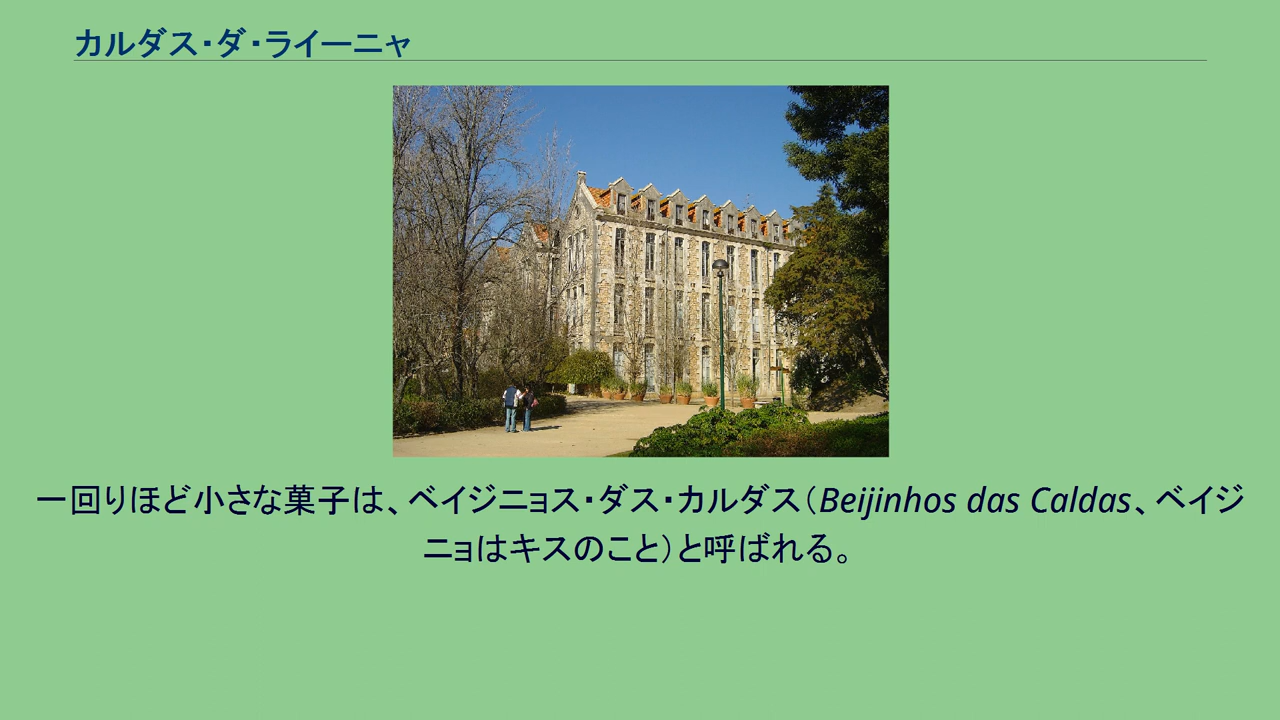 カルダス・ダ・ライーニャ
一回りほど小さな菓子は、ベイジニョス・ダス・カルダス（Beijinhos das Caldas、ベイジ
ニョはキスのこと）と呼ばれる。